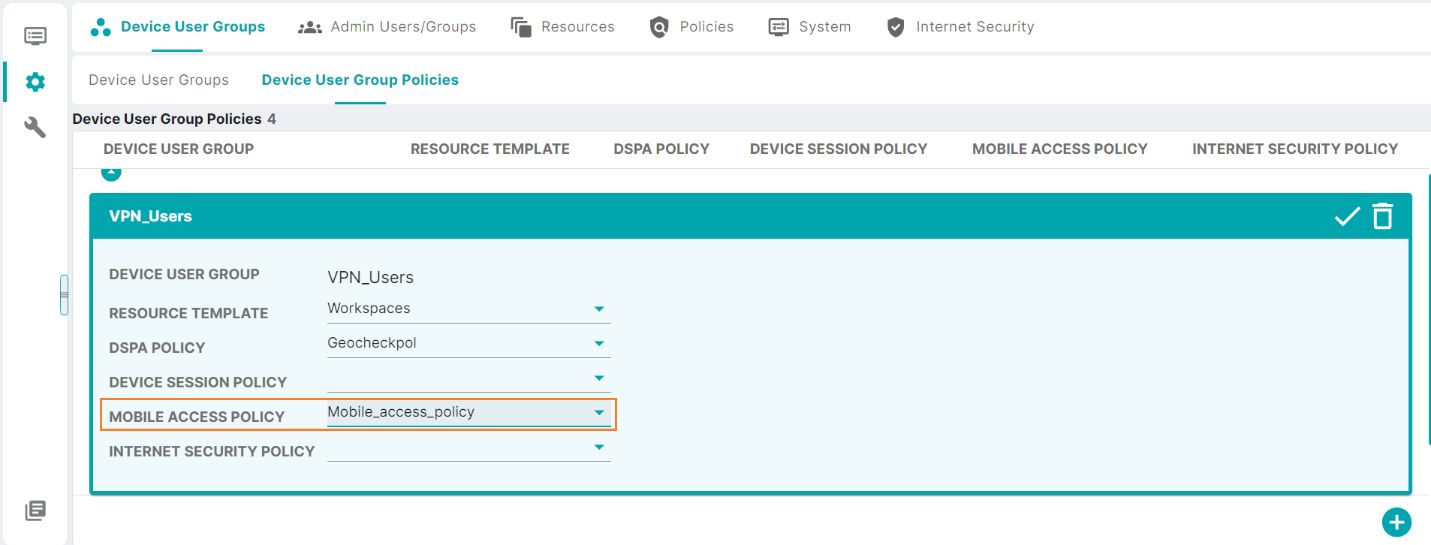 Device User Groups Admin Users/Groups Resources Policies System Internet Security
Device User Groups Device User Group Policies
Device User Group Policies 4
DEVICE USER GROUP RESOURCE TEMPLATE DSPA POLICY DEVICE SESSION POLICY MOBILE ACCESS POLICY INTERNET SECURITY POLICY
VPN_Users
DEVICE USER GROUP VPN_Users
RESOURCE TEMPLATE Workspaces
DSPA POLICY Geocheckpol
DEVICE SESSION POLICY
MOBILE ACCESS POLICY Mobile_access_policy
INTERNET SECURITY POLICY